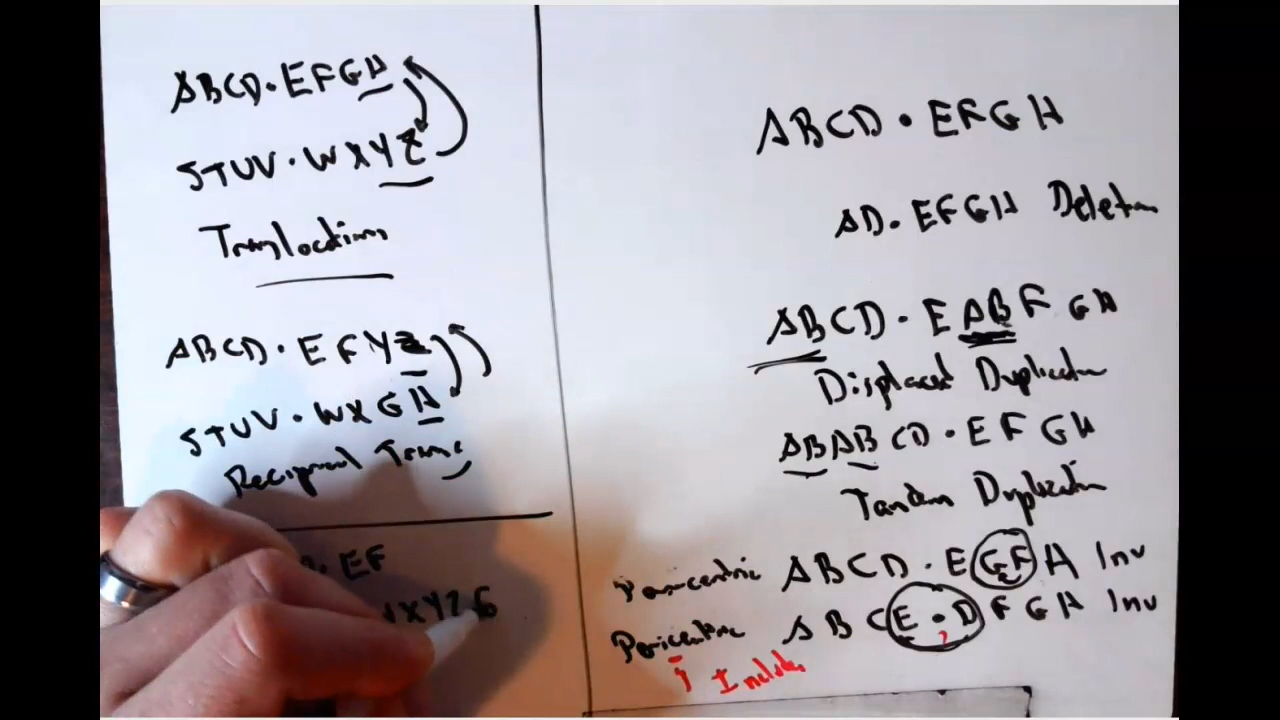 ABCD · EFGH
STUV · WXYZ
Translocations
ABCD · EFYZ
STUV · WXGH
Reciprocal Trans
· EF
WXYZG
ABCD · EFGH
AD · EFGH Deletion
ABCD · EABFGH
Displaced Duplication
ABABCD · EFGH
Tandem Duplication
Paracentric ABCD · EGFH Inv
Pericentric ABCE · DFGH Inv
i Includes